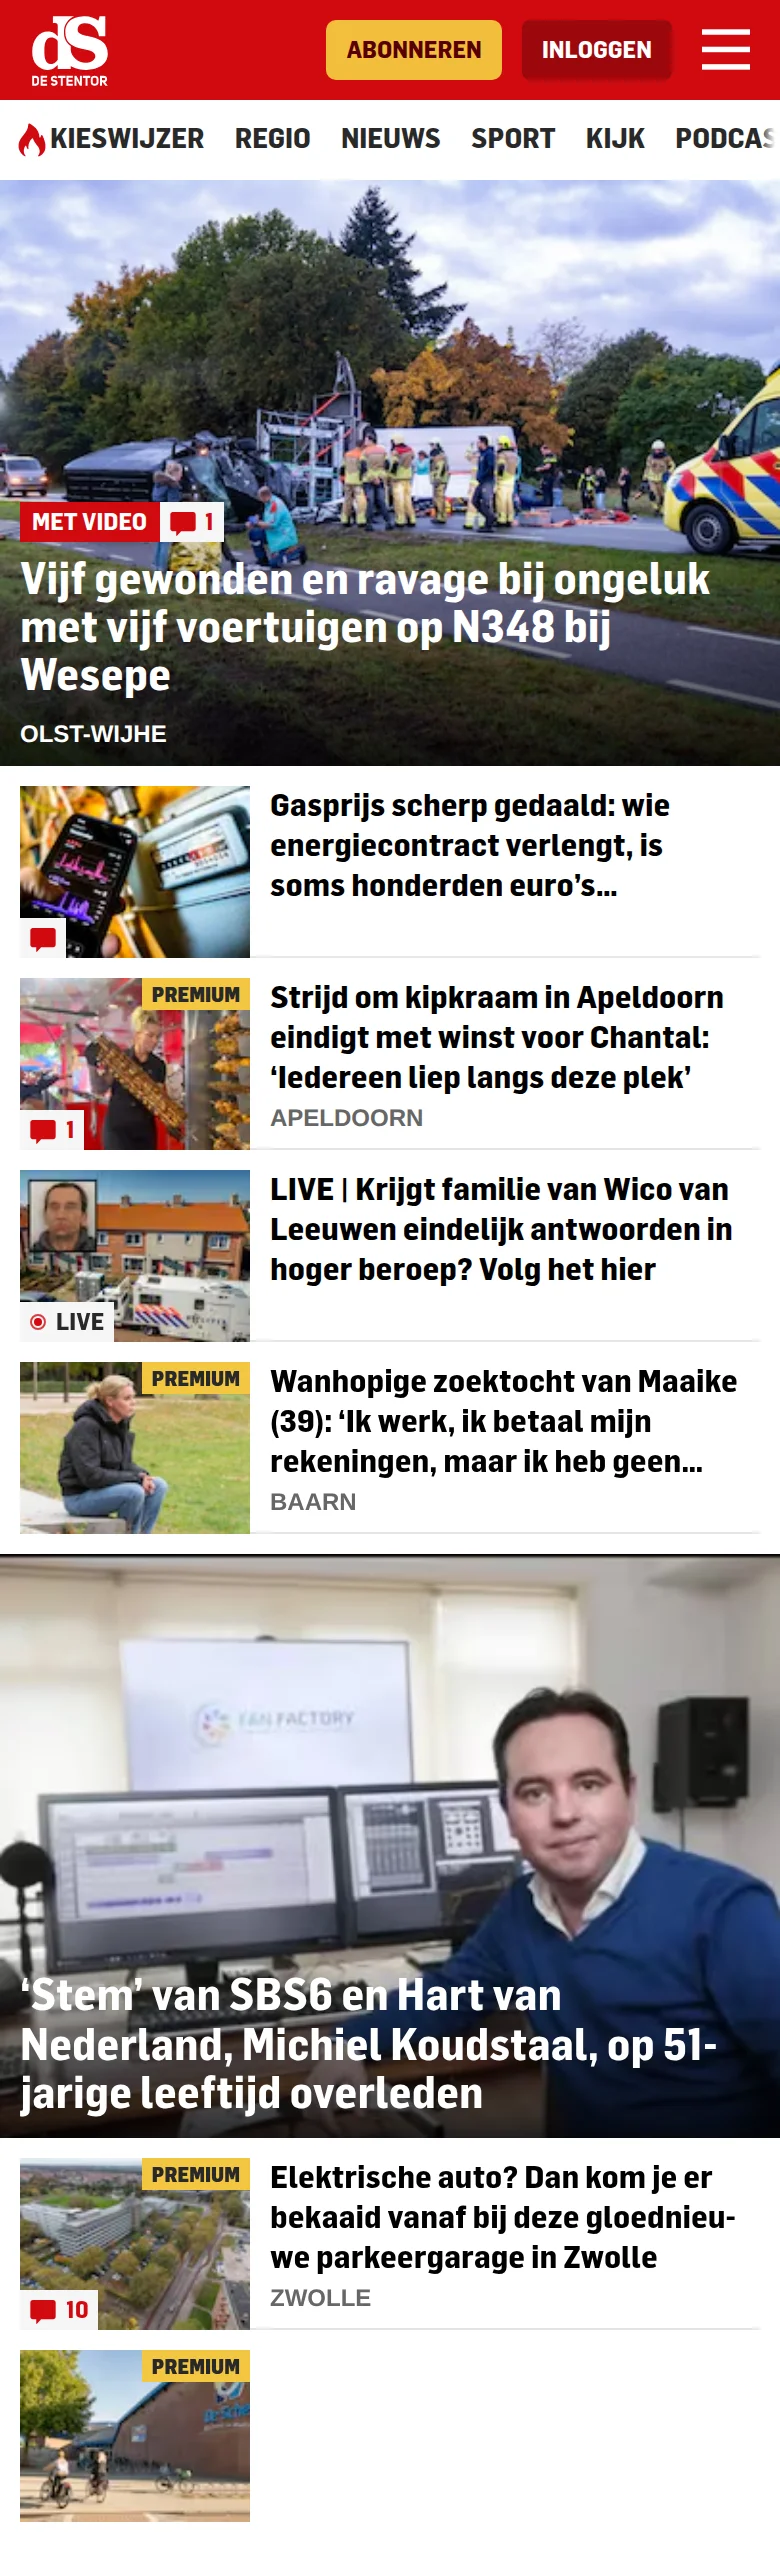 dS
DE STENTOR
ABONNEREN
INLOGGEN
KIESWIJZER REGIO NIEUWS SPORT KIJK PODCAS
MET VIDEO 1
Vijf gewonden en ravage bij ongeluk
met vijf voertuigen op N348 bij
Wesepe
OLST-WIJHE
Gasprijs scherp gedaald: wie
energiecontract verlengt, is
soms honderden euro’s...
PREMIUM
1
Strijd om kipkraam in Apeldoorn
eindigt met winst voor Chantal:
‘Iedereen liep langs deze plek’
APELDOORN
LIVE
LIVE | Krijgt familie van Wico van
Leeuwen eindelijk antwoorden in
hoger beroep? Volg het hier
PREMIUM
Wanhopige zoektocht van Maaike
(39): ‘Ik werk, ik betaal mijn
rekeningen, maar ik heb geen...
BAARN
FAN FACTORY
‘Stem’ van SBS6 en Hart van
Nederland, Michiel Koudstaal, op 51-
jarige leeftijd overleden
PREMIUM
10
Elektrische auto? Dan kom je er
bekaaid vanaf bij deze gloednieu-
we parkeergarage in Zwolle
ZWOLLE
PREMIUM